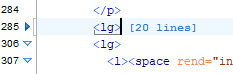 284 </p>
285 <lg> [20 lines]
306 <lg>
307 <l><space rend="in